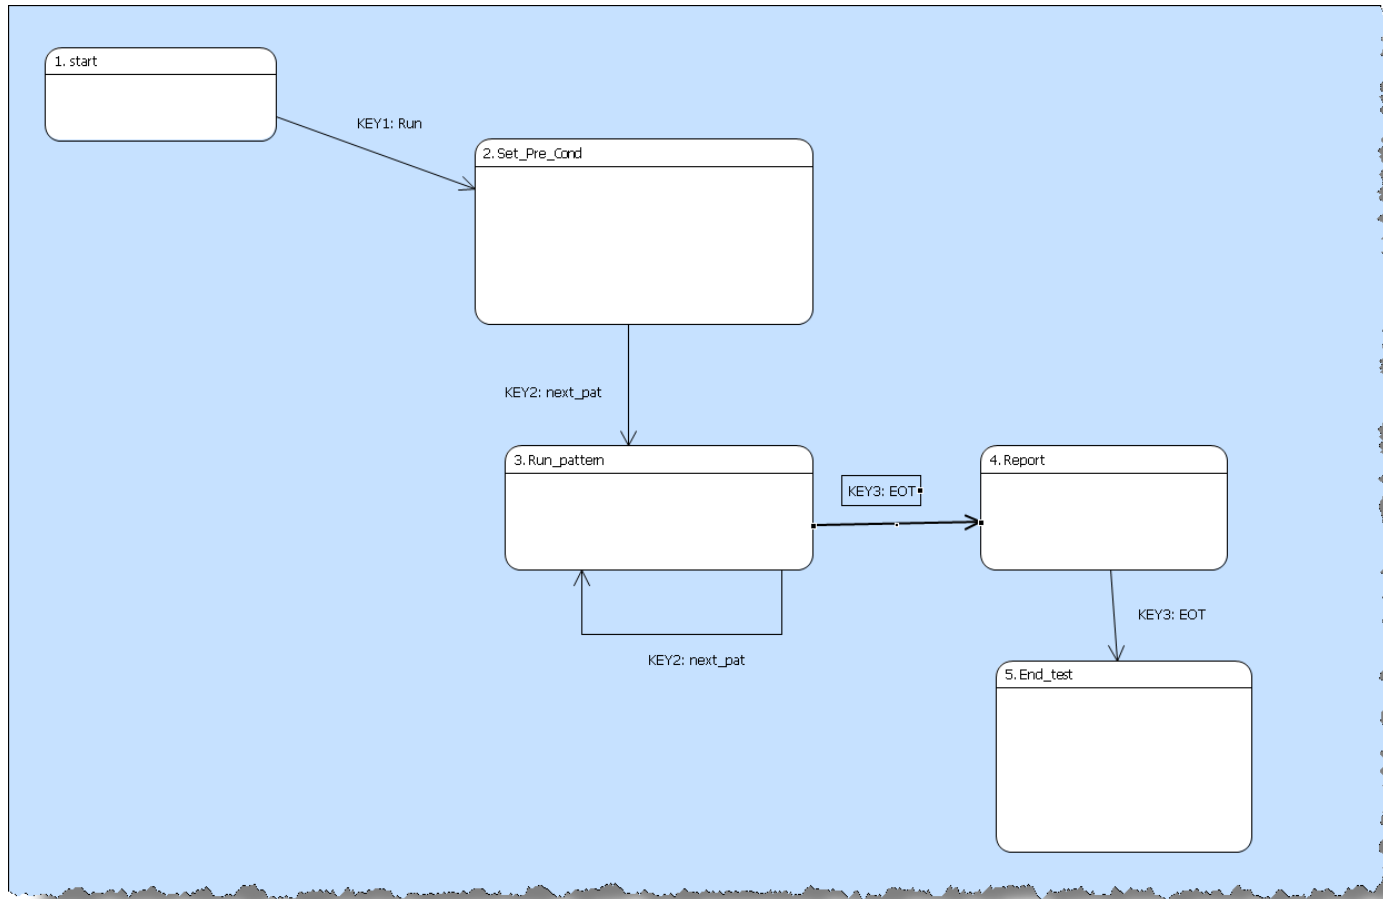 1. start
KEY1: Run
2. Set_Pre_Cond
KEY2: next_pat
3. Run_pattern
KEY3: EOT
4. Report
KEY2: next_pat
KEY3: EOT
5. End_test